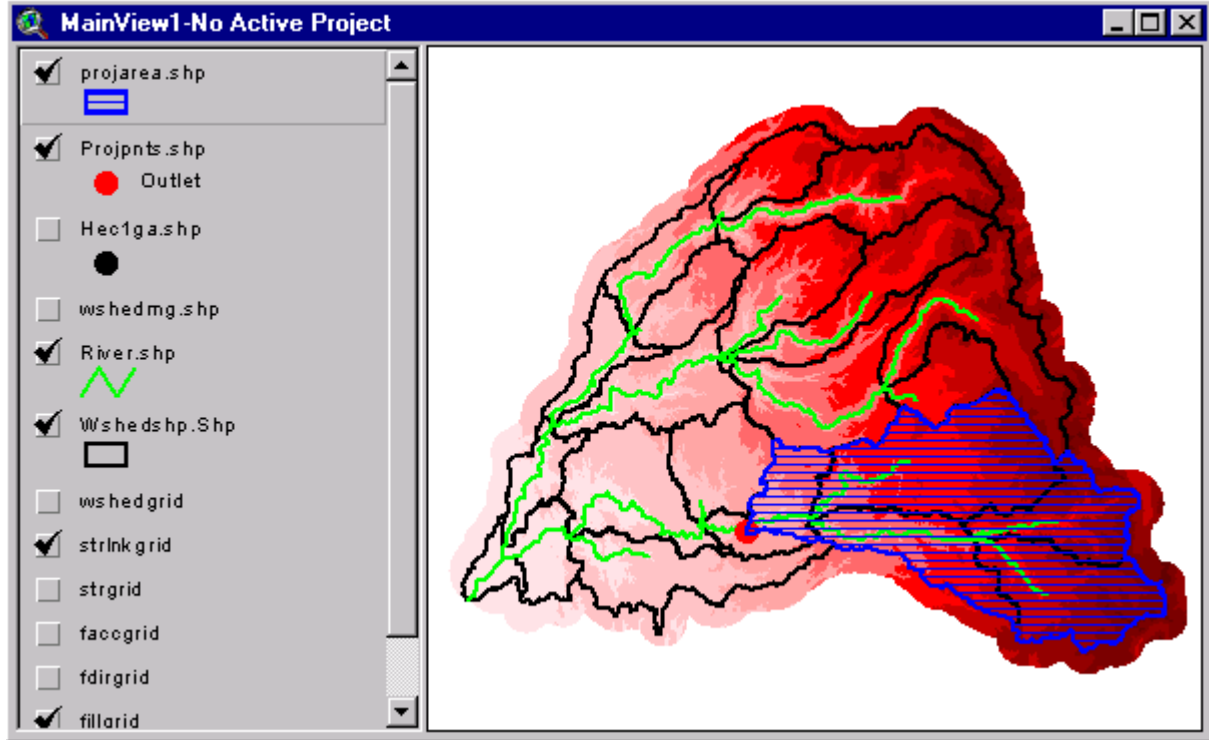 MainView1-No Active Project
projarea.shp
Projpnts.shp
Outlet
Hec1ga.shp
wshedmg.shp
River.shp
Wshedshp.Shp
wshedgrid
strlnkgrid
strgrid
faccgrid
fdirgrid
fillgrid